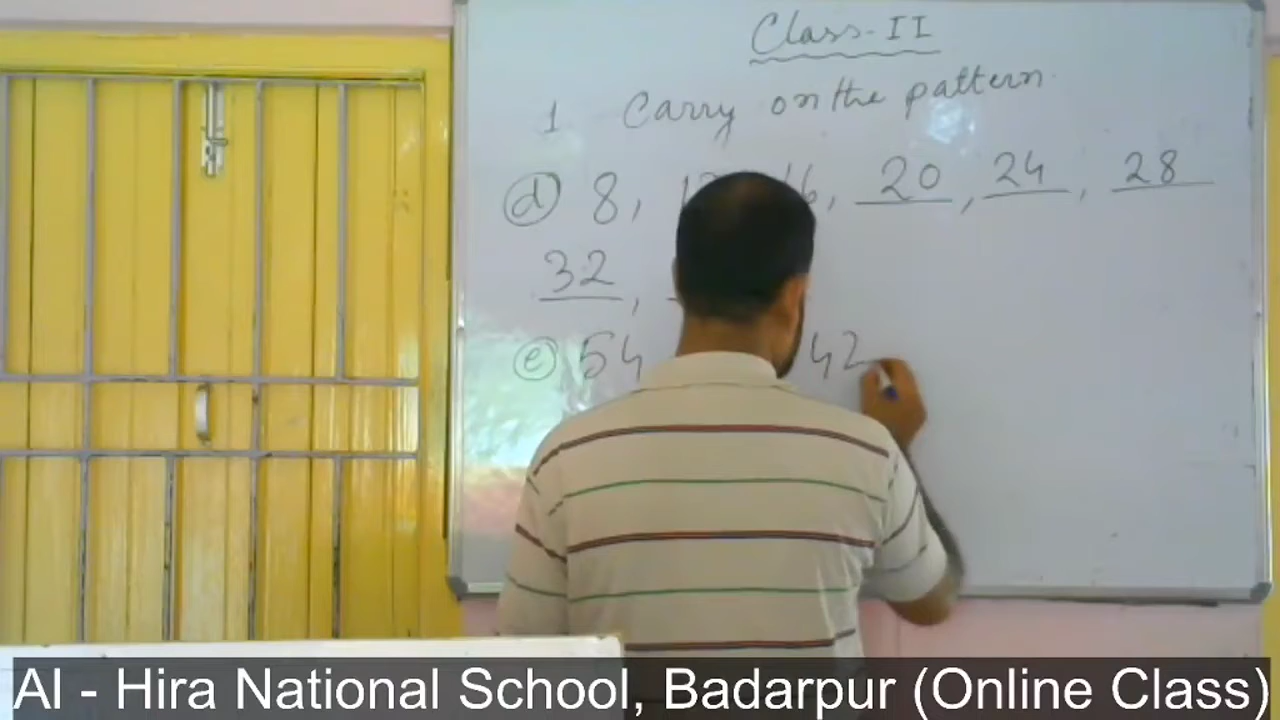 Class-II
1 Carry on the pattern.
(d) 8, 16, 20, 24, 28
32,
(e) 54 42
Al - Hira National School, Badarpur (Online Class)